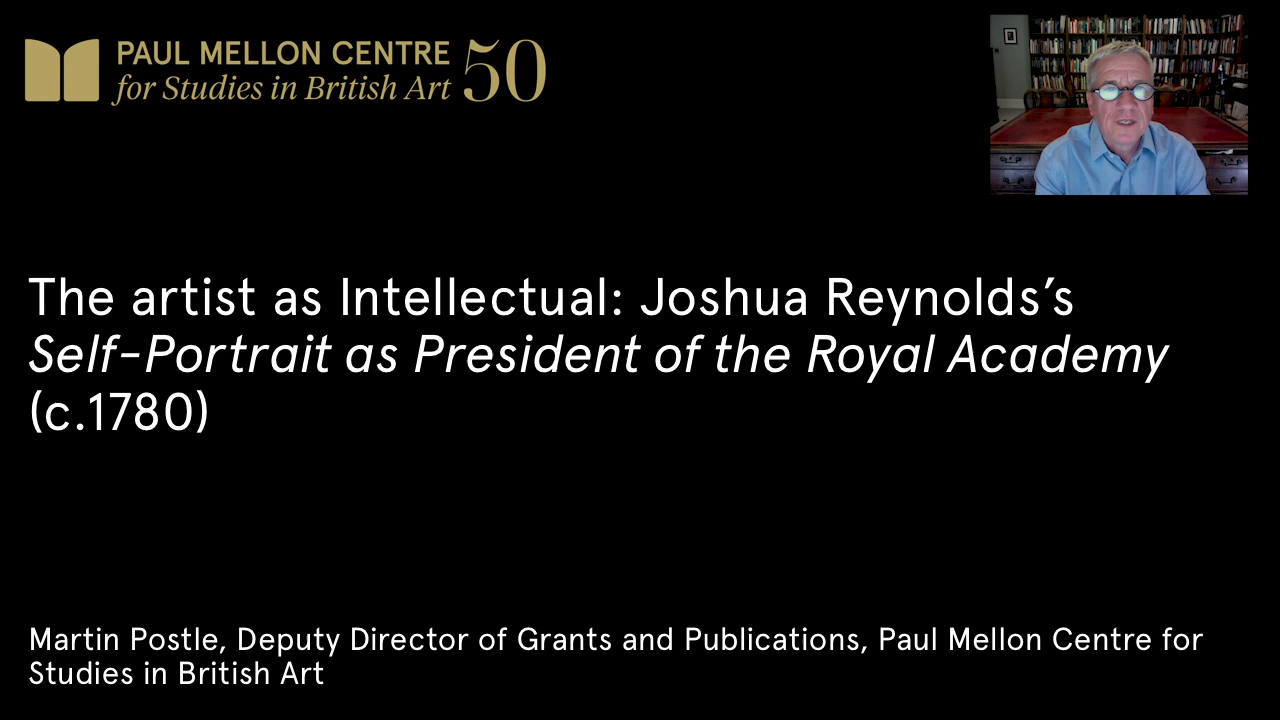 PAUL MELLON CENTRE
for Studies in British Art
50
The artist as Intellectual: Joshua Reynolds’s
Self-Portrait as President of the Royal Academy
(c.1780)
Martin Postle, Deputy Director of Grants and Publications, Paul Mellon Centre for
Studies in British Art